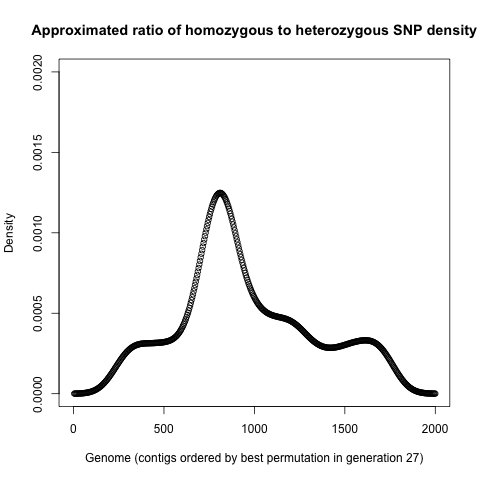 Approximated ratio of homozygous to heterozygous SNP density
0.0020
0.0015
0.0010
0.0005
0.0000
Density
0 500 1000 1500 2000
Genome (contigs ordered by best permutation in generation 27)